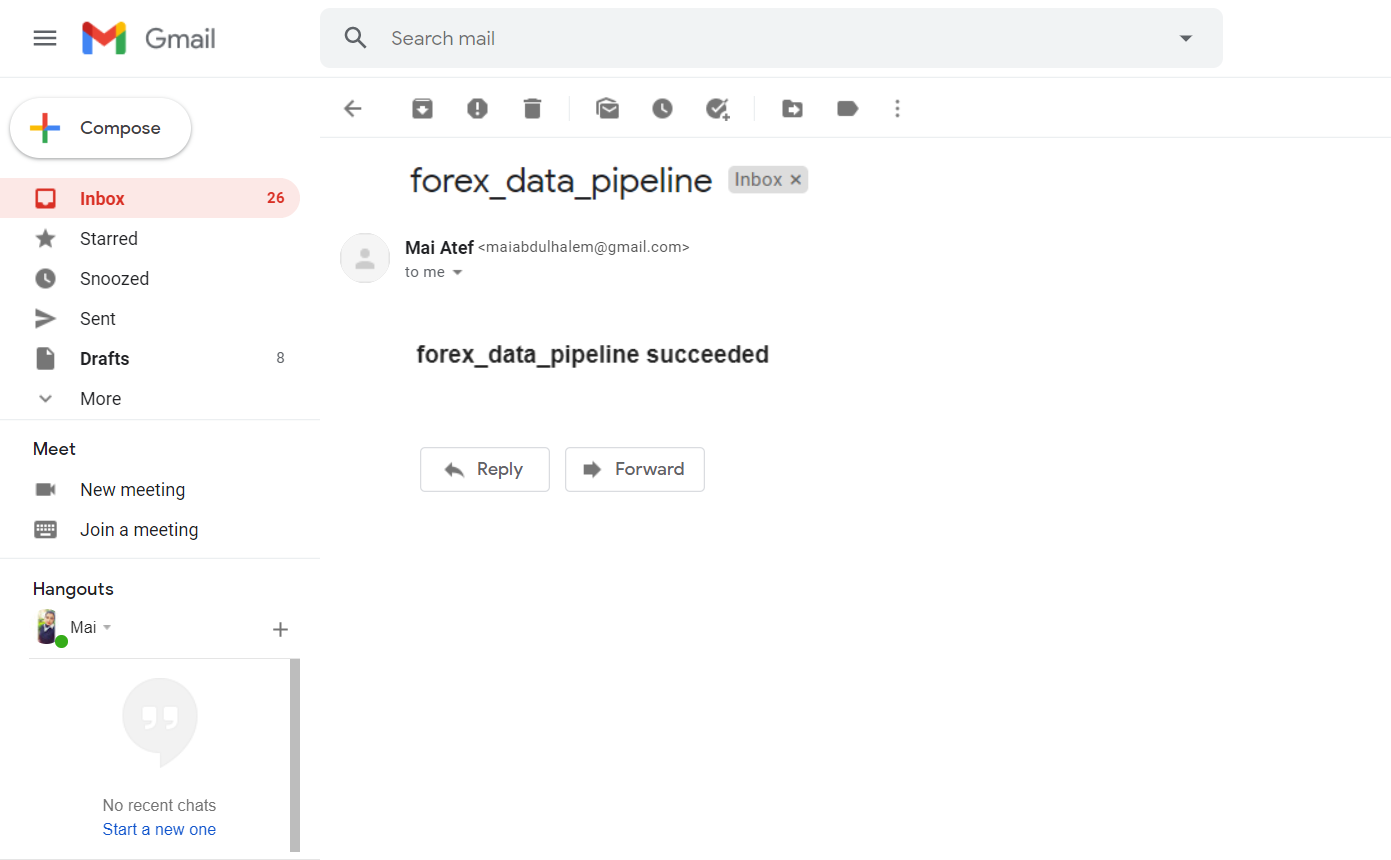 Gmail
Search mail
Compose
Inbox 26
Starred
Snoozed
Sent
Drafts 8
More
Meet
New meeting
Join a meeting
Hangouts
Mai
No recent chats
Start a new one
forex_data_pipeline Inbox ×
Mai Atef <maiabdulhalem@gmail.com>
to me
forex_data_pipeline succeeded
Reply Forward